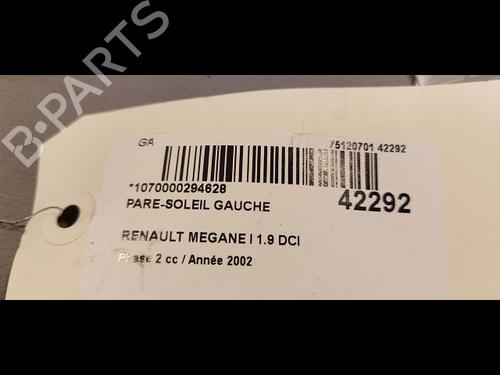 B-PARTS
GA
75120701 42292
*1070000294628
PARE-SOLEIL GAUCHE
42292
RENAULT MEGANE I 1.9 DCI
Phase 2 cc / Année 2002